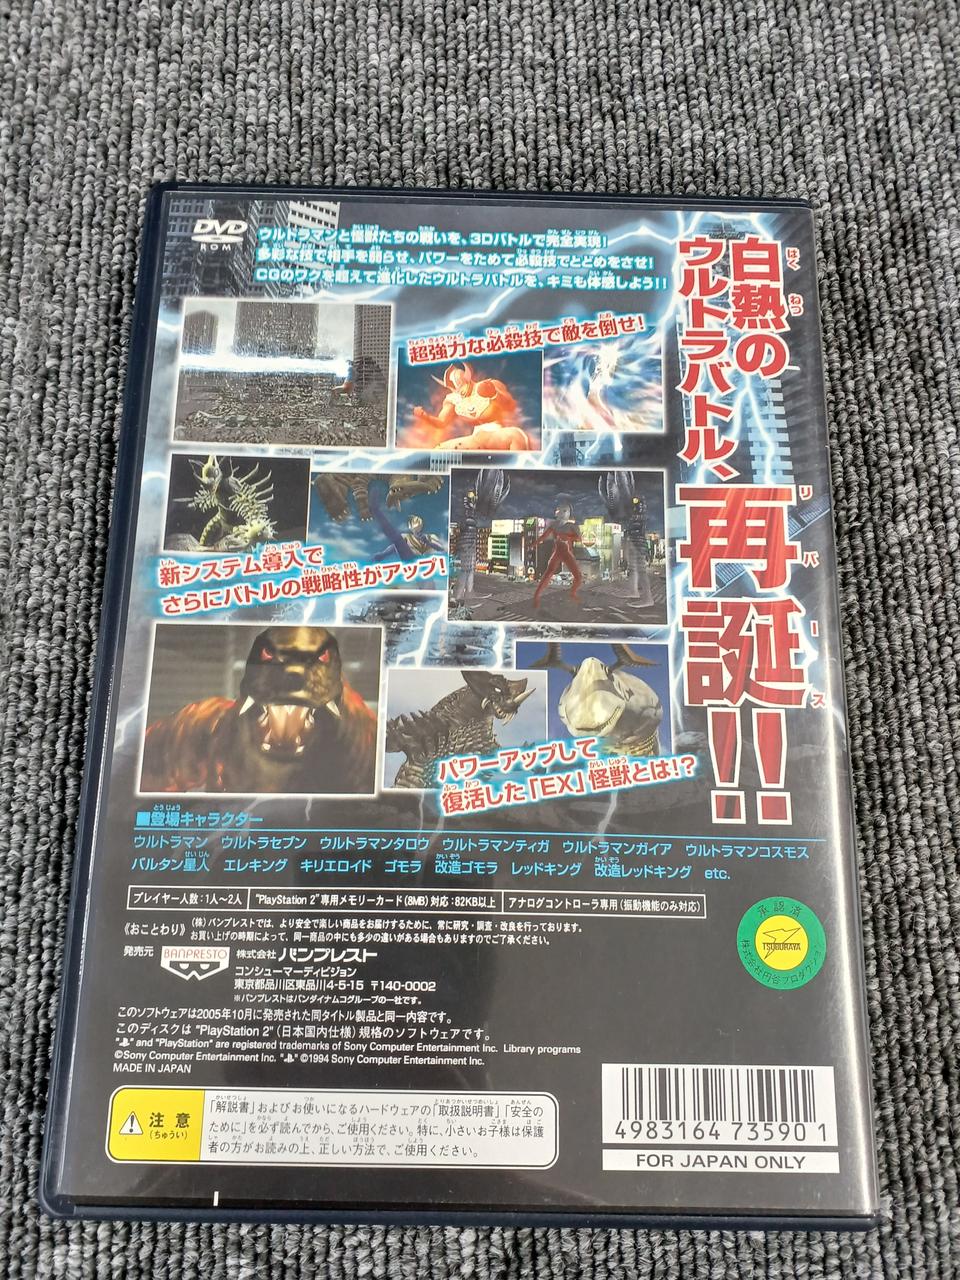 DVD
ROM
ウルトラマンと怪獣たちの戦いを、3Dバトルで完全実現!
多彩な技で相手を弱らせ、パワーをためて必殺技でとどめをさせ!
CGのワクを超えて進化したウルトラバトルを、キミも体感しよう!!
白熱の
ウルトラバトル、
再誕!!
はくねつ
リバース
超強力な必殺技で敵を倒せ!
新システム導入で
さらにバトルの戦略性がアップ!
パワーアップして
復活した「EX」怪獣とは!?
■登場キャラクター
ウルトラマン ウルトラセブン ウルトラマンタロウ ウルトラマンティガ ウルトラマンガイア ウルトラマンコスモス
バルタン星人 エレキング キリエロイド ゴモラ 改造ゴモラ レッドキング 改造レッドキング etc.
プレイヤー人数:1人〜2人 "PlayStation 2"専用メモリーカード(8MB)対応:82KB以上 アナログコントローラ専用(振動機能のみ対応)
《おことわり》 (株)バンプレストでは、より安全で楽しい商品をお届けするために、常に研究・調査・改良を行っております。
お買い上げの時期によって、同一商品の中にも多少の違いがある場合もありますのでご了承ください。
発売元 BANPRESTO 株式会社 バンプレスト
コンシューマーディビジョン
東京都品川区東品川4-5-15 〒140-0002
※バンプレストはバンダイナムコグループの一社です。
承認済
TSUBURAYA
株式会社円谷プロダクション
このソフトウェアは2005年10月に発売された同タイトル製品と同一内容です。
このディスクは "PlayStation 2" (日本国内仕様) 規格のソフトウェアです。
" " and "PlayStation" are registered trademarks of Sony Computer Entertainment Inc. Library programs
©Sony Computer Entertainment Inc. " " ©1994 Sony Computer Entertainment Inc.
MADE IN JAPAN
注意
(ちゅうい)
「解説書」およびお使いになるハードウェアの「取扱説明書」「安全の
ために」を必ず読んでから、ご使用ください。特に、小さいお子様は保護
者の方がお読みの上、正しい方法で、ご使用ください。
4983164 735901
FOR JAPAN ONLY